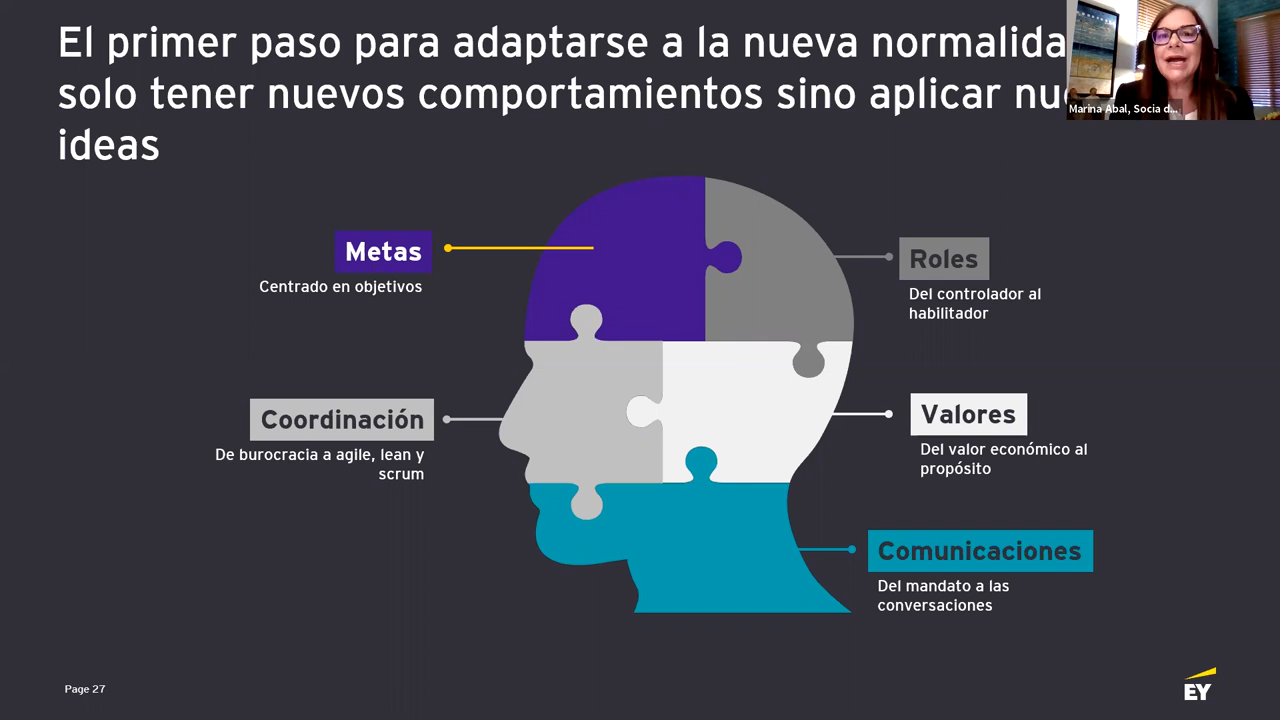 El primer paso para adaptarse a la nueva normalida
solo tener nuevos comportamientos sino aplicar nu
ideas
Marina Abal, Socia d...
Metas
Centrado en objetivos
Roles
Del controlador al
habilitador
Coordinación
De burocracia a agile, lean y
scrum
Valores
Del valor económico al
propósito
Comunicaciones
Del mandato a las
conversaciones
Page 27
EY